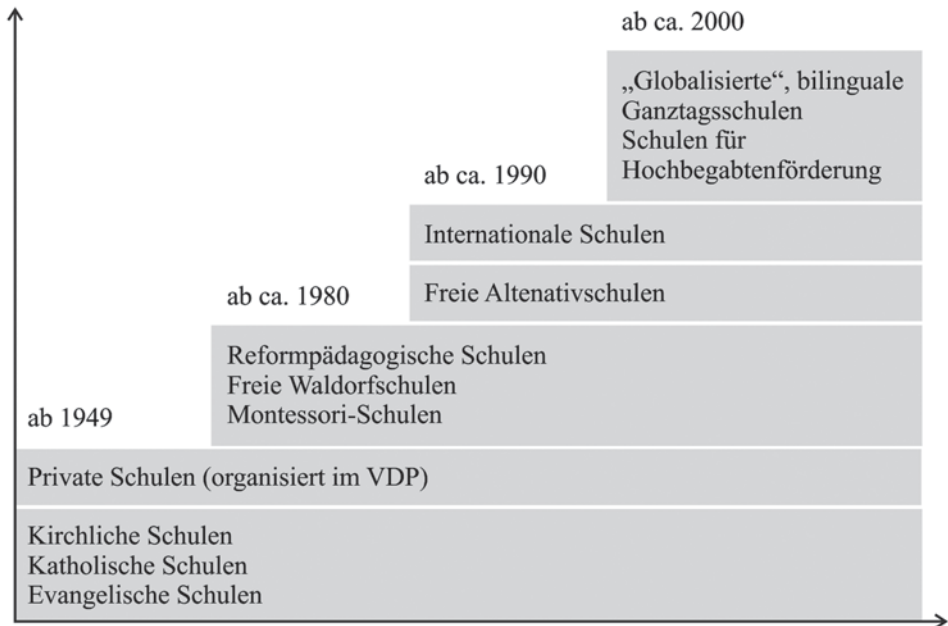 ab ca. 2000
„Globalisierte“, bilinguale
Ganztagsschulen
Schulen für
Hochbegabtenförderung
ab ca. 1990
Internationale Schulen
Freie Altenativschulen
ab ca. 1980
Reformpädagogische Schulen
Freie Waldorfschulen
Montessori-Schulen
ab 1949
Private Schulen (organisiert im VDP)
Kirchliche Schulen
Katholische Schulen
Evangelische Schulen